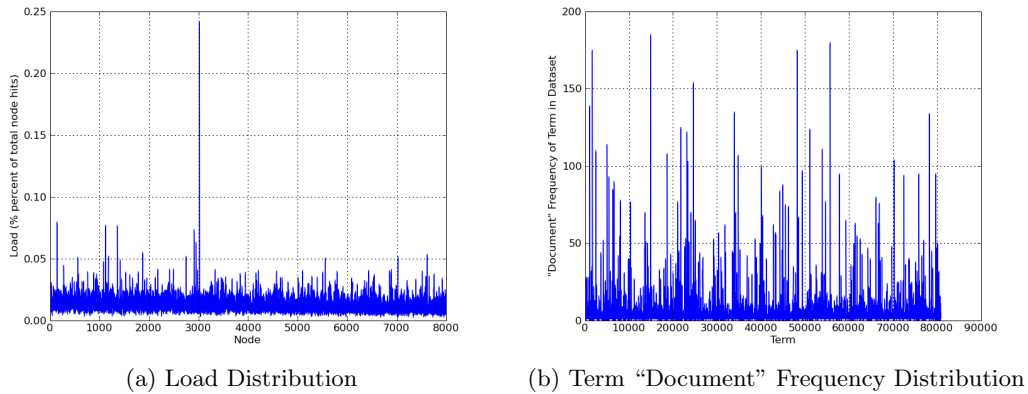 0.25
0.20
0.15
0.10
0.05
0.00
Load (% percent of total node hits)
0 1000 2000 3000 4000 5000 6000 7000 8000
Node
(a) Load Distribution
200
150
100
50
0
"Document" Frequency of Term in Dataset
0 10000 20000 30000 40000 50000 60000 70000 80000 90000
Term
(b) Term “Document” Frequency Distribution